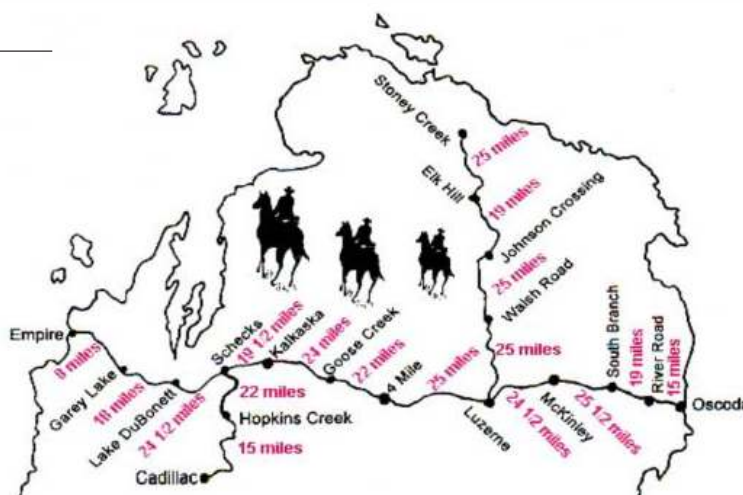 Stoney Creek
25 miles
Elk Hill
19 miles
Johnson Crossing
25 miles
Walsh Road
25 miles
Empire
8 miles
Garey Lake
18 miles
Lake DuBonett
24 1/2 miles
Schecks
19 1/2 miles
Kalkaska
24 miles
Goose Creek
22 miles
4 Mile
25 miles
Luzerne
24 1/2 miles
McKinley
25 1/2 miles
South Branch
19 miles
River Road
15 miles
Oscoda
22 miles
Hopkins Creek
15 miles
Cadillac